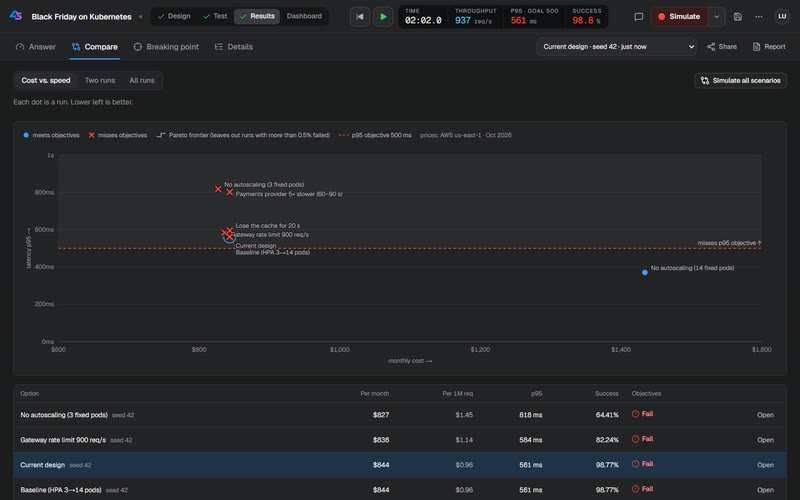 Black Friday on Kubernetes
Design
Test
Results
Dashboard
TIME
02:02.0
THROUGHPUT
937 req/s
P95 · GOAL 500
561 ms
SUCCESS
98.8 %
Simulate
LU
Answer
Compare
Breaking point
Details
Current design · seed 42 · just now
Share
Report
Cost vs. speed
Two runs
All runs
Simulate all scenarios
Each dot is a run. Lower left is better.
meets objectives
misses objectives
Pareto frontier (leaves out runs with more than 0.5% failed)
p95 objective 500 ms
prices: AWS us-east-1 · Oct 2026
1s
800ms
600ms
400ms
200ms
0ms
latency p95 →
No autoscaling (3 fixed pods)
Payments provider 5× slower (60–90 s)
Lose the cache for 20 s
Gateway rate limit 900 req/s
Current design
Baseline (HPA 3→14 pods)
misses p95 objective ↑
No autoscaling (14 fixed pods)
$600
$800
$1,000
$1,200
$1,400
$1,600
monthly cost →
Option Per month Per 1M req p95 Success Objectives
No autoscaling (3 fixed pods) seed 42 $827 $1.45 818 ms 64.41% Fail Open
Gateway rate limit 900 req/s seed 42 $836 $1.14 584 ms 82.24% Fail Open
Current design seed 42 $844 $0.96 561 ms 98.77% Fail Open
Baseline (HPA 3→14 pods) seed 42 $844 $0.96 561 ms 98.77% Fail Open